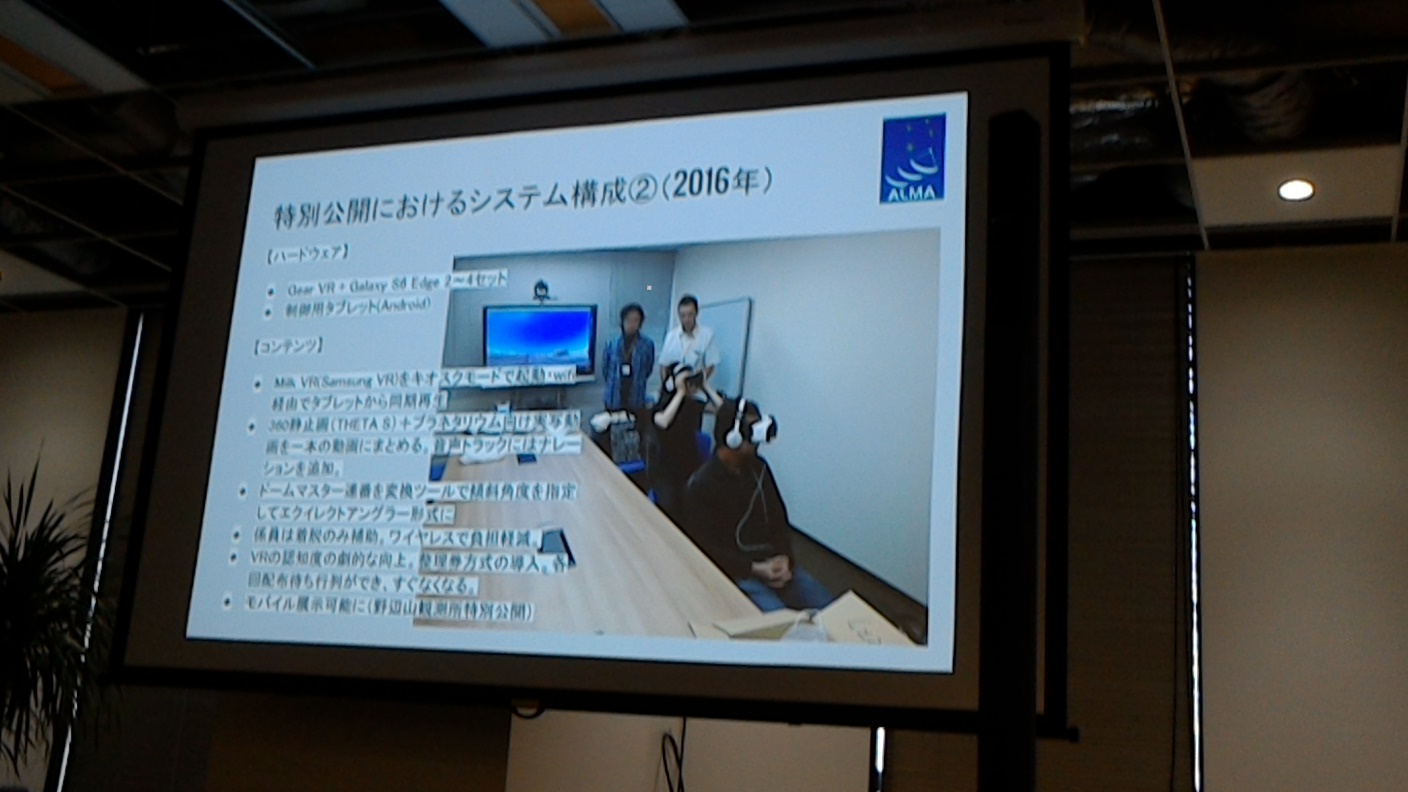 特別公開におけるシステム構成②(2016年)
ALMA
【ハードウェア】
• Gear VR + Galaxy S6 Edge 2～4セット
• 制御用タブレット(Android)
【コンテンツ】
• Milk VR(Samsung VR)をキオスクモードで起動・wifi
経由でタブレットから同期再生
• 360静止画(THETA S)＋プラネタリウム向け実写動
画を一本の動画にまとめる。音声トラックにはナレー
ションを追加。
• ドームマスター連番を変換ツールで傾斜角度を指定
してエクイレクトアングラー形式に
• 係員は着脱のみ補助。ワイヤレスで負担軽減。
• VRの認知度の劇的な向上。整理券方式の導入。各
回配布待ち行列ができ、すぐなくなる。
• モバイル展示可能に(野辺山観測所特別公開)